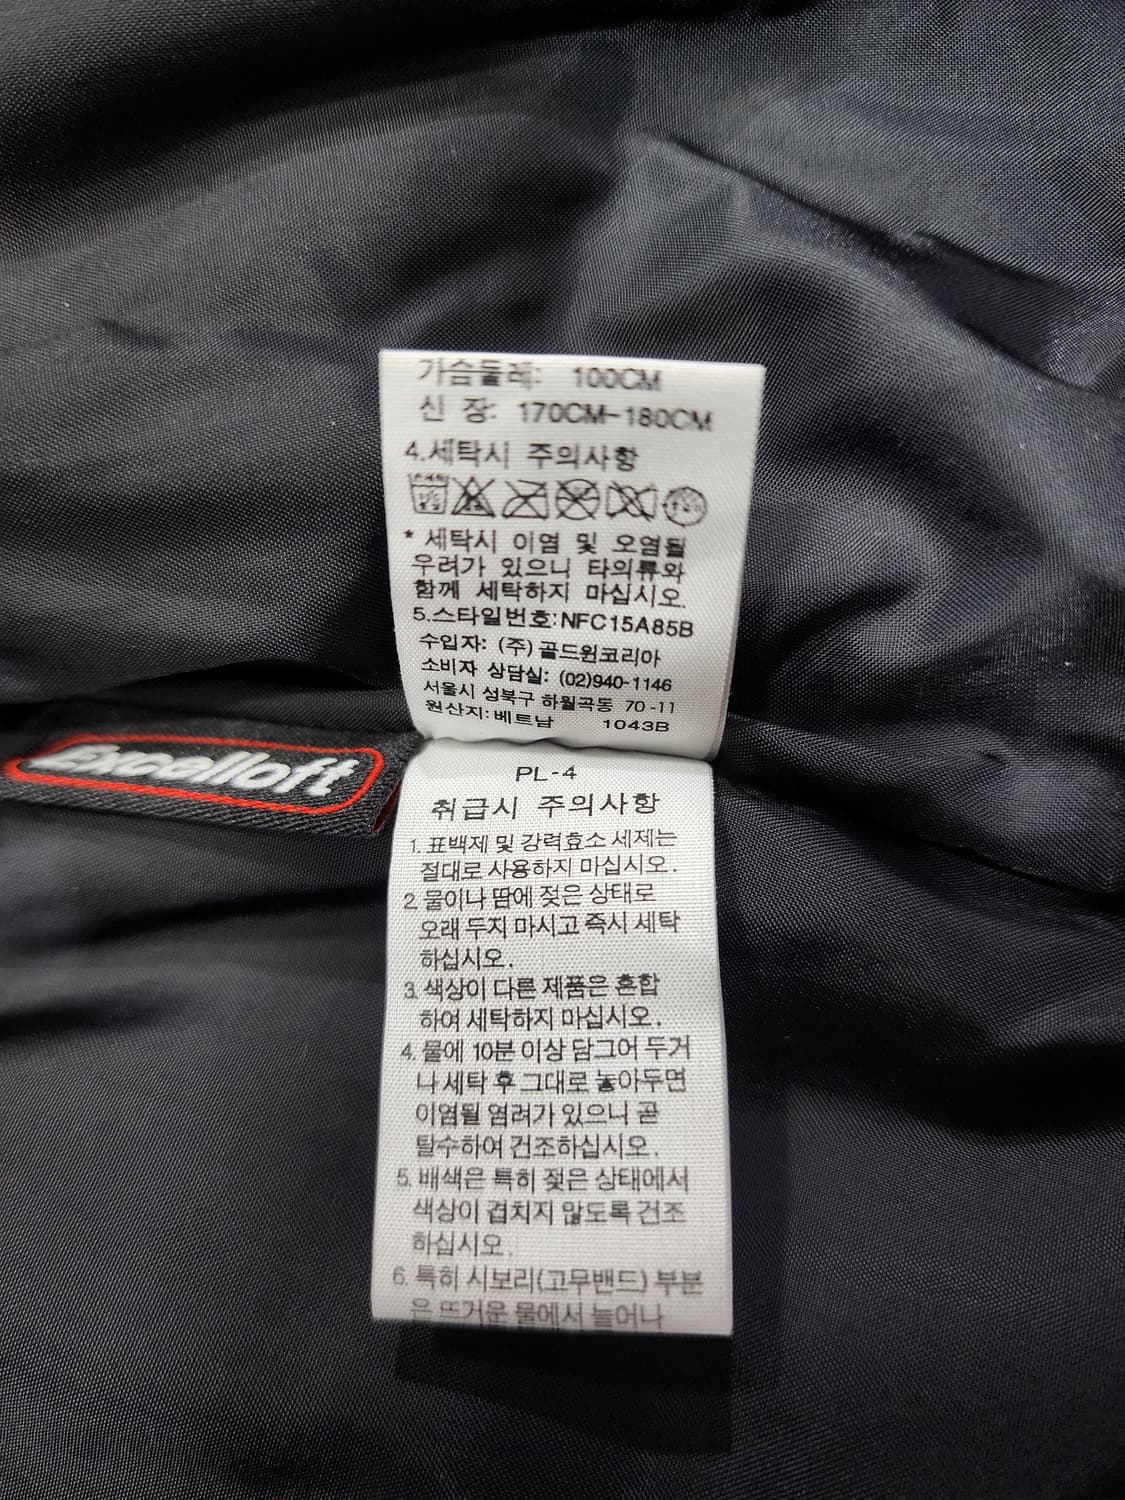 가슴둘레: 100CM
신 장: 170CM-180CM
4.세탁시 주의사항
* 세탁시 이염 및 오염될
우려가 있으니 타의류와
함께 세탁하지 마십시오.
5.스타일번호:NFC15A85B
수입자: (주) 골드윈코리아
소비자 상담실: (02)940-1146
서울시 성북구 하월곡동 70-11
원산지: 베트남 1043B
Excelloft
PL-4
취급시 주의사항
1. 표백제 및 강력효소 세제는
절대로 사용하지 마십시오.
2. 물이나 땀에 젖은 상태로
오래 두지 마시고 즉시 세탁
하십시오.
3. 색상이 다른 제품은 혼합
하여 세탁하지 마십시오.
4. 물에 10분 이상 담그어 두거
나 세탁 후 그대로 놓아두면
이염될 염려가 있으니 곧
탈수하여 건조하십시오.
5. 배색은 특히 젖은 상태에서
색상이 겹치지 않도록 건조
하십시오.
6. 특히 시보리(고무밴드) 부분
은 뜨거운 물에서 늘어나